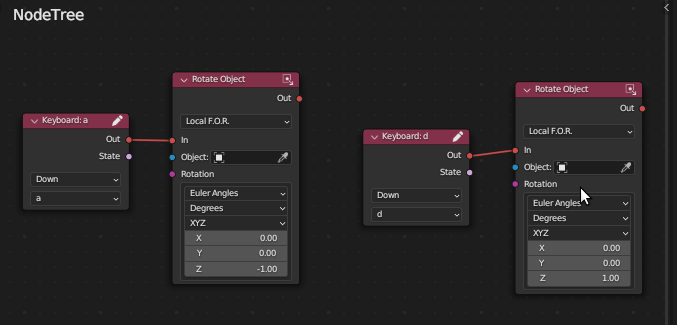 NodeTree
Keyboard: a
Out
State
Down
a
Rotate Object
Out
Local F.O.R.
In
Object:
Rotation
Euler Angles
Degrees
XYZ
X 0.00
Y 0.00
Z -1.00
Keyboard: d
Out
State
Down
d
Rotate Object
Out
Local F.O.R.
In
Object:
Rotation
Euler Angles
Degrees
XYZ
X 0.00
Y 0.00
Z 1.00